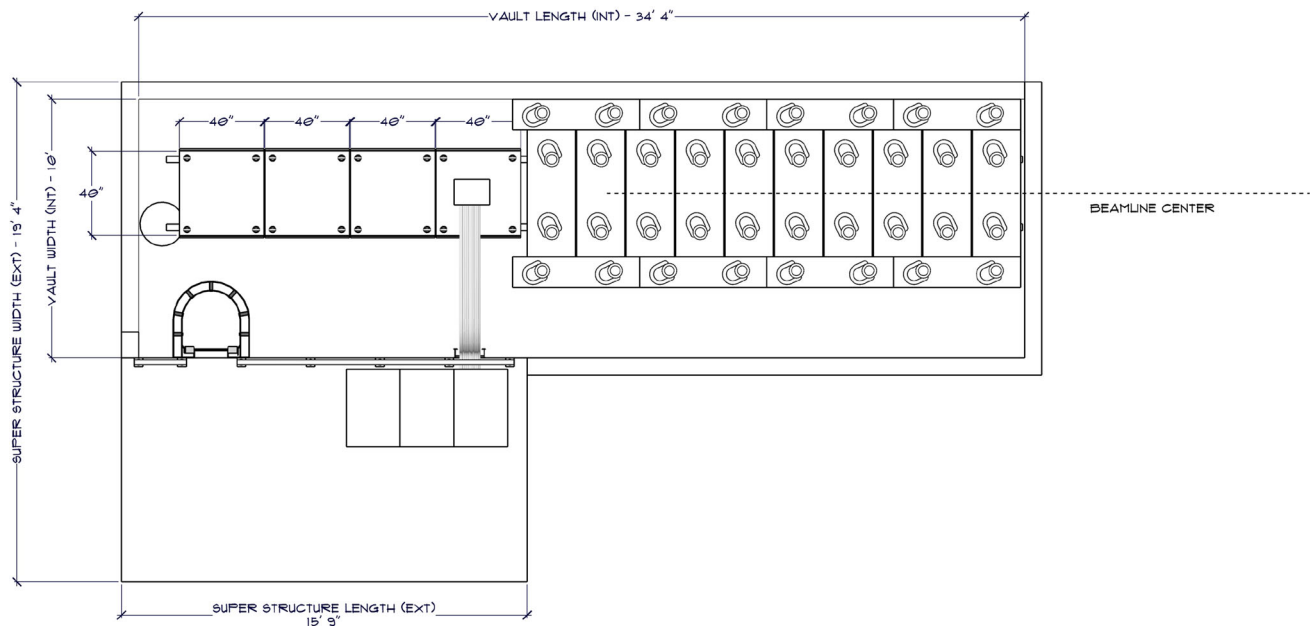 VAULT LENGTH (INT) - 34' 4"
SUPER STRUCTURE WIDTH (EXT) - 19' 4"
VAULT WIDTH (INT) - 10'
40" 40" 40" 40"
40"
BEAMLINE CENTER
SUPER STRUCTURE LENGTH (EXT)
15' 9"